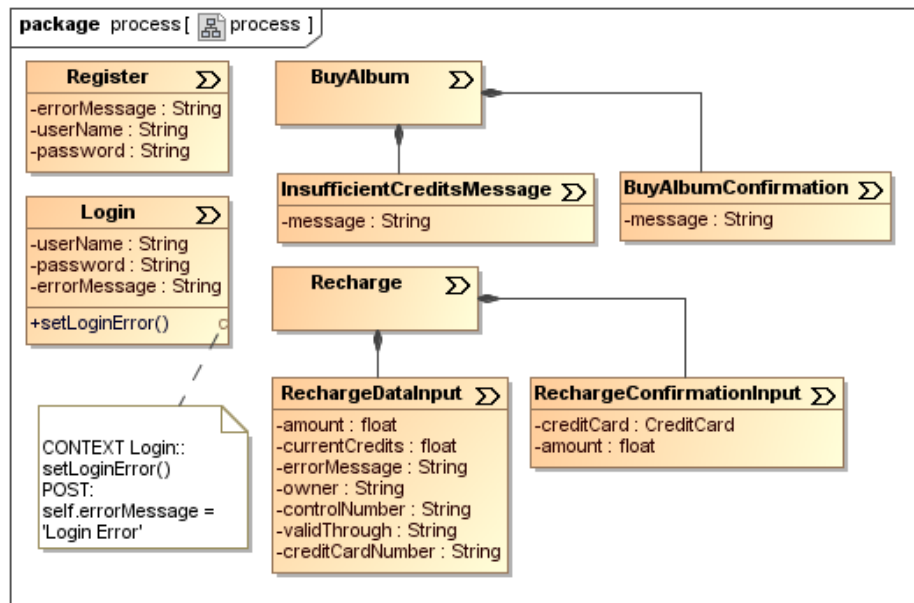 package process [ process ]
Register
-errorMessage : String
-userName : String
-password : String
BuyAlbum
InsufficientCreditsMessage
-message : String
BuyAlbumConfirmation
-message : String
Login
-userName : String
-password : String
-errorMessage : String
+setLoginError()
Recharge
CONTEXT Login::
setLoginError()
POST:
self.errorMessage =
'Login Error'
RechargeDataInput
-amount : float
-currentCredits : float
-errorMessage : String
-owner : String
-controlNumber : String
-validThrough : String
-creditCardNumber : String
RechargeConfirmationInput
-creditCard : CreditCard
-amount : float